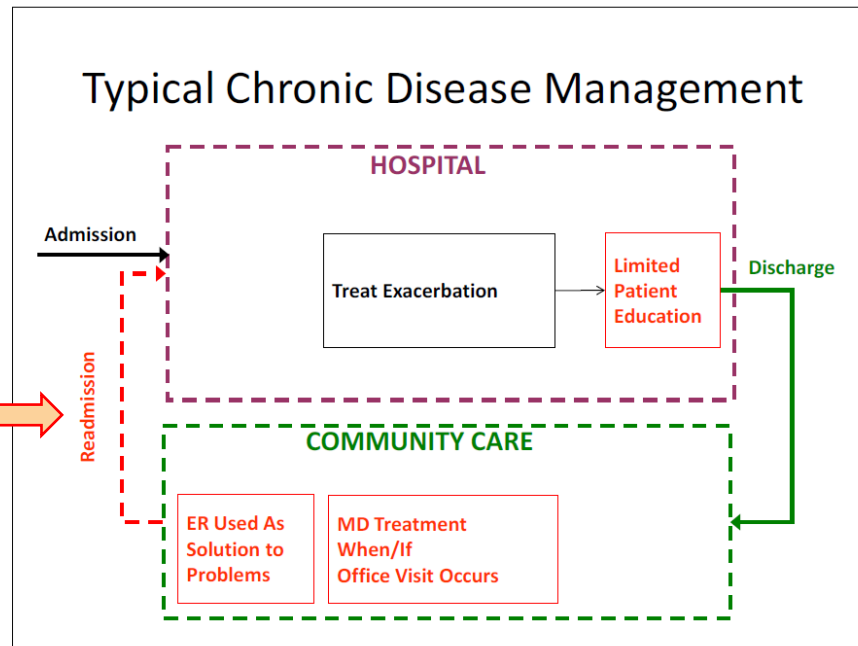 Typical Chronic Disease Management
HOSPITAL
Admission
Treat Exacerbation
Limited
Patient
Education
Discharge
Readmission
COMMUNITY CARE
ER Used As
Solution to
Problems
MD Treatment
When/If
Office Visit Occurs